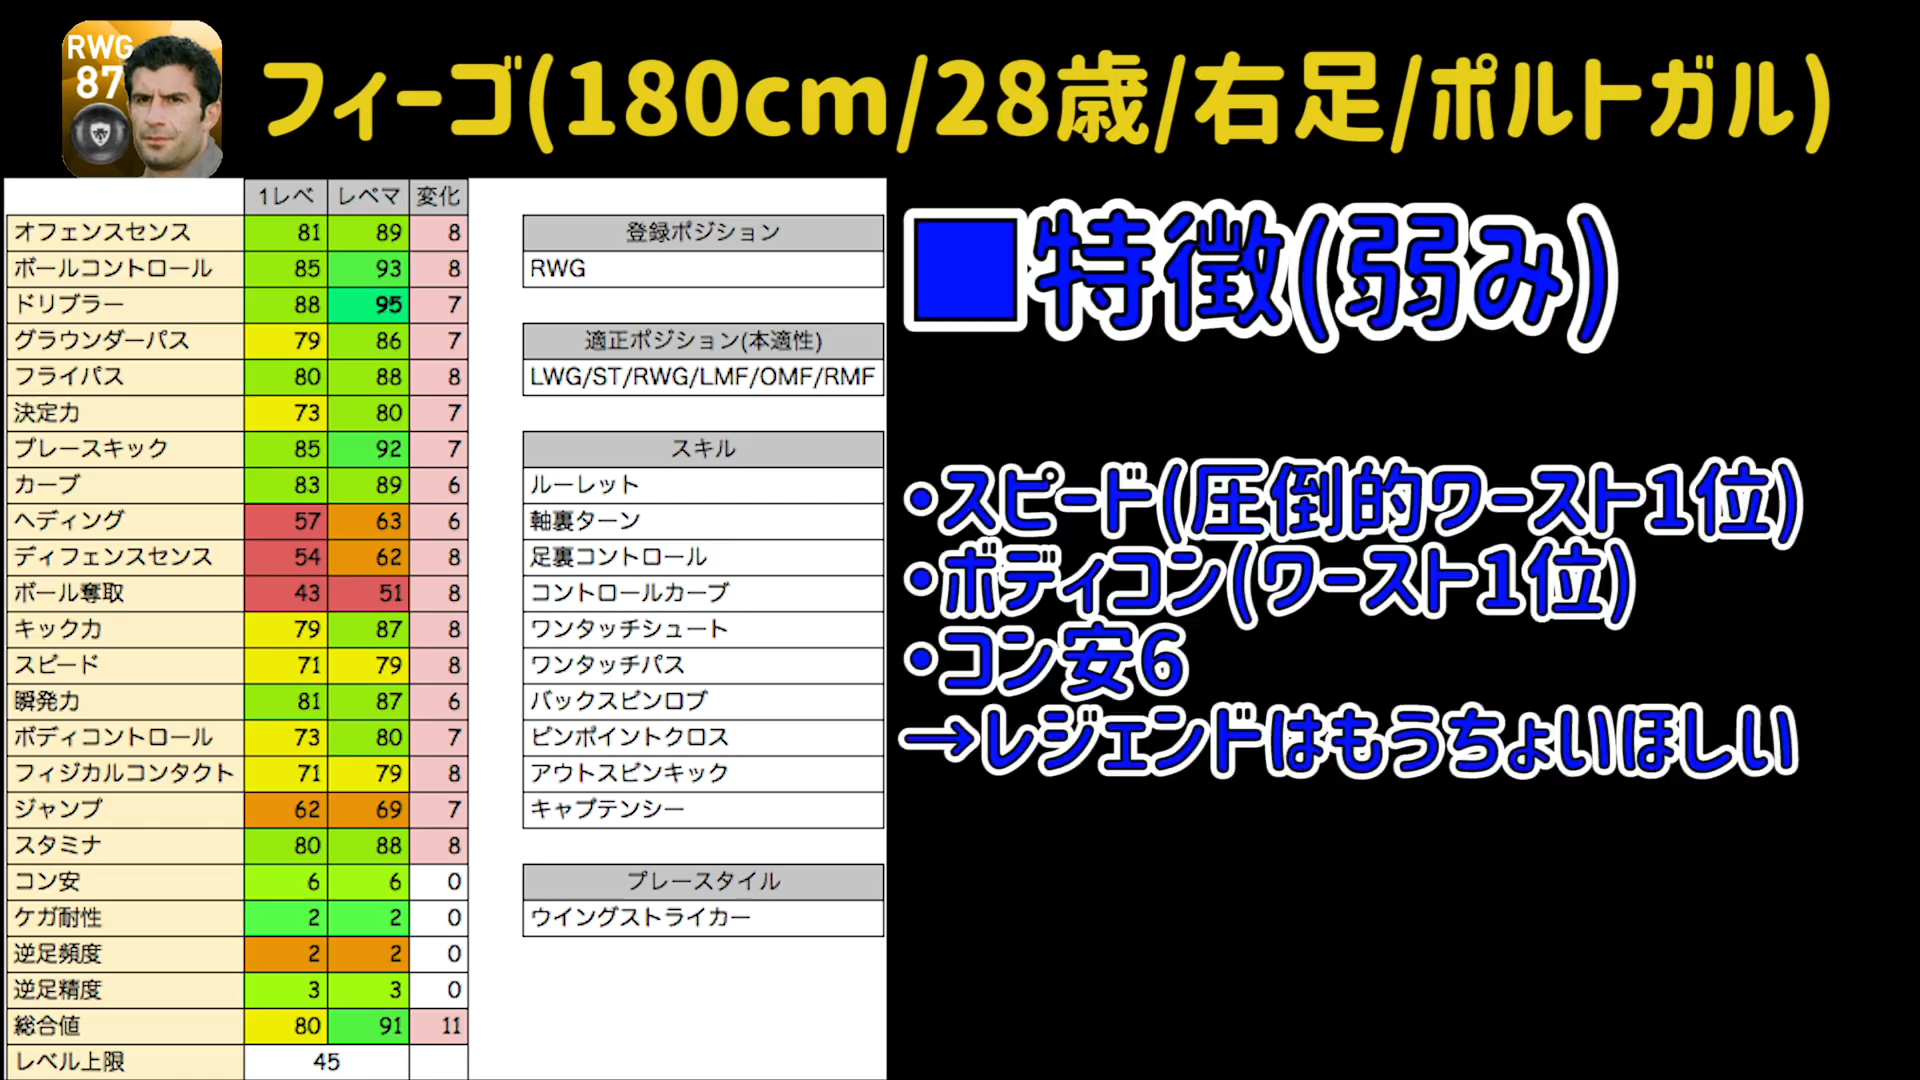 RWG
87
フィーゴ(180cm/28歳/右足/ポルトガル)
1レベ レベマ 変化
オフェンスセンス 81 89 8
ボールコントロール 85 93 8
ドリブラー 88 95 7
グラウンダーパス 79 86 7
フライパス 80 88 8
決定力 73 80 7
プレースキック 85 92 7
カーブ 83 89 6
ヘディング 57 63 6
ディフェンスセンス 54 62 8
ボール奪取 43 51 8
キック力 79 87 8
スピード 71 79 8
瞬発力 81 87 6
ボディコントロール 73 80 7
フィジカルコンタクト 71 79 8
ジャンプ 62 69 7
スタミナ 80 88 8
コン安 6 6 0
ケガ耐性 2 2 0
逆足頻度 2 2 0
逆足精度 3 3 0
総合値 80 91 11
レベル上限 45
登録ポジション
RWG
適正ポジション(本適性)
LWG/ST/RWG/LMF/OMF/RMF
スキル
ルーレット
軸裏ターン
足裏コントロール
コントロールカーブ
ワンタッチシュート
ワンタッチパス
バックスピンロブ
ピンポイントクロス
アウトスピンキック
キャプテンシー
プレースタイル
ウイングストライカー
■特徴(弱み)
・スピード(圧倒的ワースト1位)
・ボディコン(ワースト1位)
・コン安6
→レジェンドはもうちょいほしい